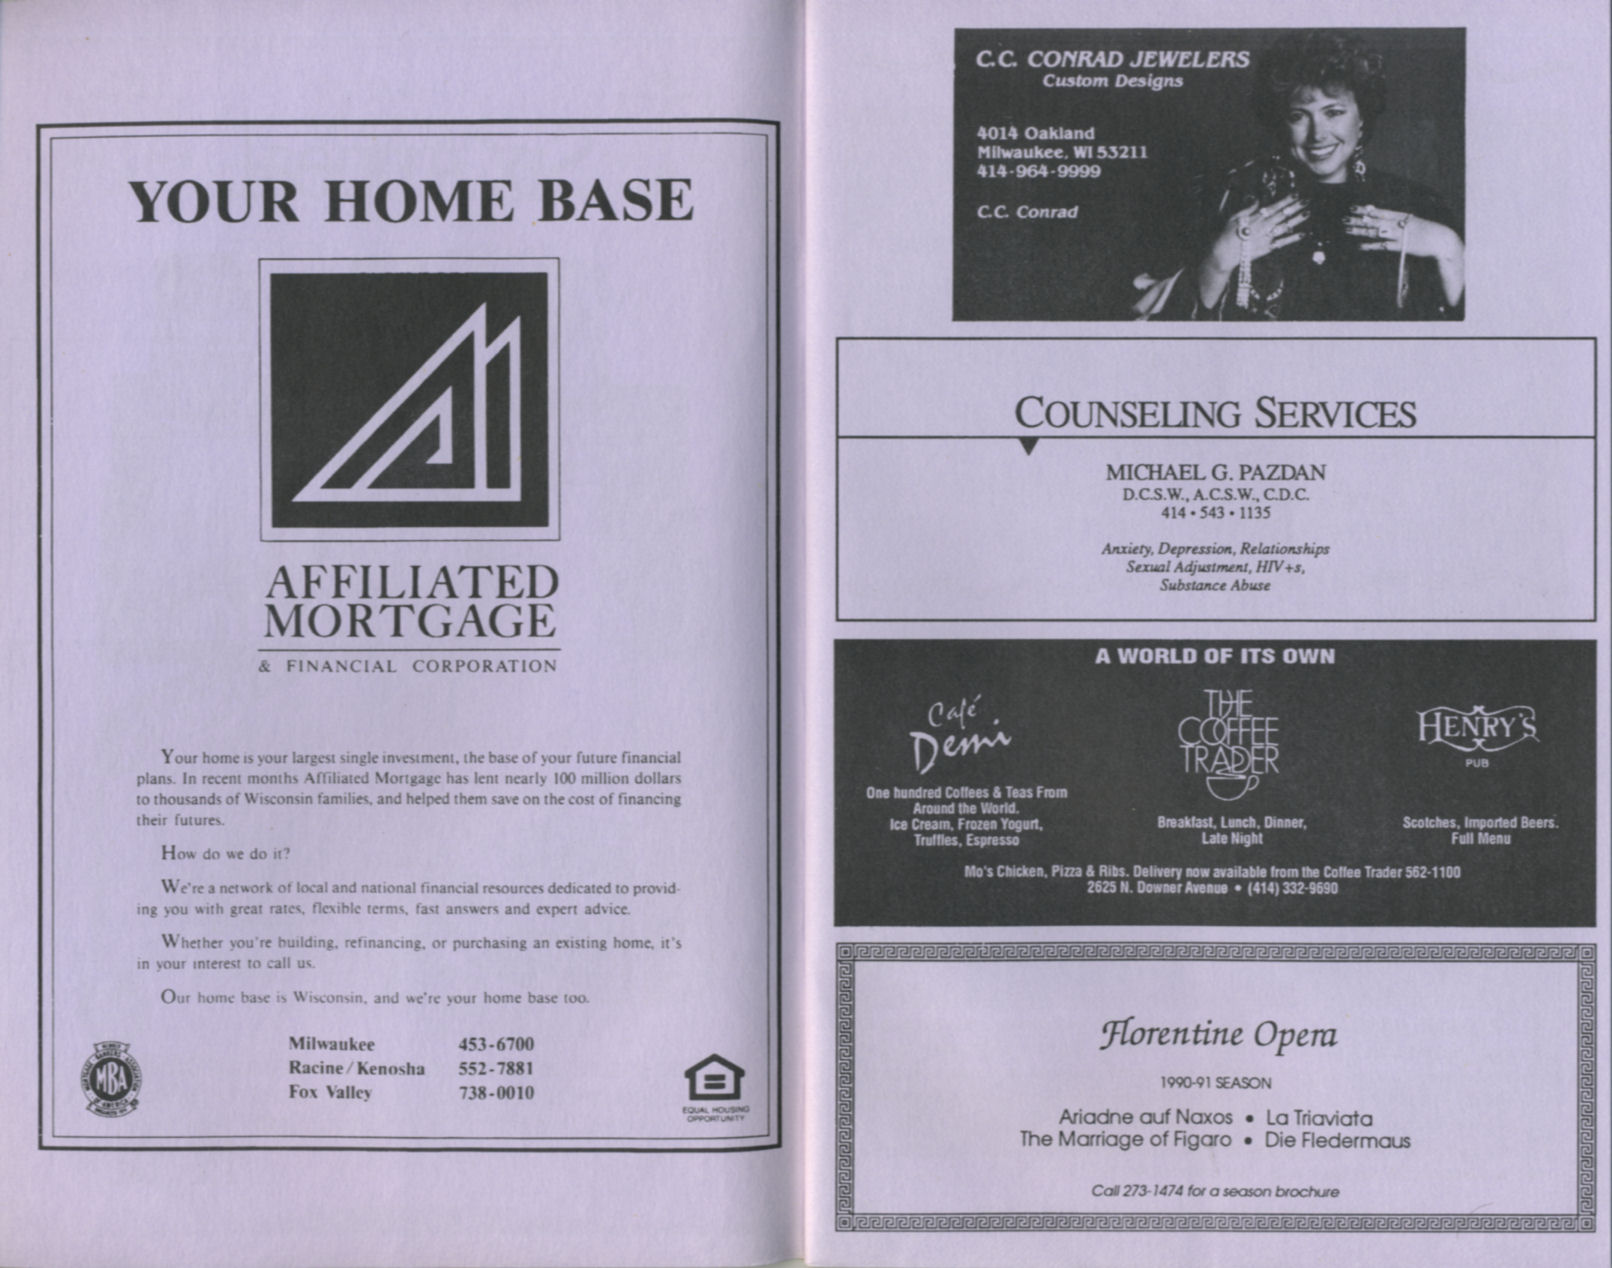 YOUR HOME BASE
AFFILIATED
MORTGAGE
& FINANCIAL CORPORATION
Your home is your largest single investment, the base of your future financial
plans. In recent months Affiliated Mortgage has lent nearly 100 million dollars
to thousands of Wisconsin families, and helped them save on the cost of financing
their futures.
How do we do it?
We're a network of local and national financial resources dedicated to provid-
ing you with great rates, flexible terms, fast answers and expert advice.
Whether you're building, refinancing, or purchasing an existing home, it's
in your interest to call us.
Our home base is Wisconsin, and we're your home base too.
Milwaukee 453-6700
Racine/Kenosha 552-7881
Fox Valley 738-0010
MBA
EQUAL HOUSING
OPPORTUNITY
C.C. CONRAD JEWELERS
Custom Designs
4014 Oakland
Milwaukee, WI 53211
414-964-9999
C.C. Conrad
COUNSELING SERVICES
MICHAEL G. PAZDAN
D.C.S.W., A.C.S.W., C.D.C.
414 • 543 • 1135
Anxiety, Depression, Relationships
Sexual Adjustment, HIV+s,
Substance Abuse
A WORLD OF ITS OWN
Café
Demi
One hundred Coffees & Teas From
Around the World.
Ice Cream, Frozen Yogurt,
Truffles, Espresso
THE
COFFEE
TRADER
Breakfast, Lunch, Dinner,
Late Night
HENRY'S
PUB
Scotches, Imported Beers.
Full Menu
Mo's Chicken, Pizza & Ribs. Delivery now available from the Coffee Trader 562-1100
2625 N. Downer Avenue • (414) 332-9690
Florentine Opera
1990-91 SEASON
Ariadne auf Naxos • La Triaviata
The Marriage of Figaro • Die Fledermaus
Call 273-1474 for a season brochure